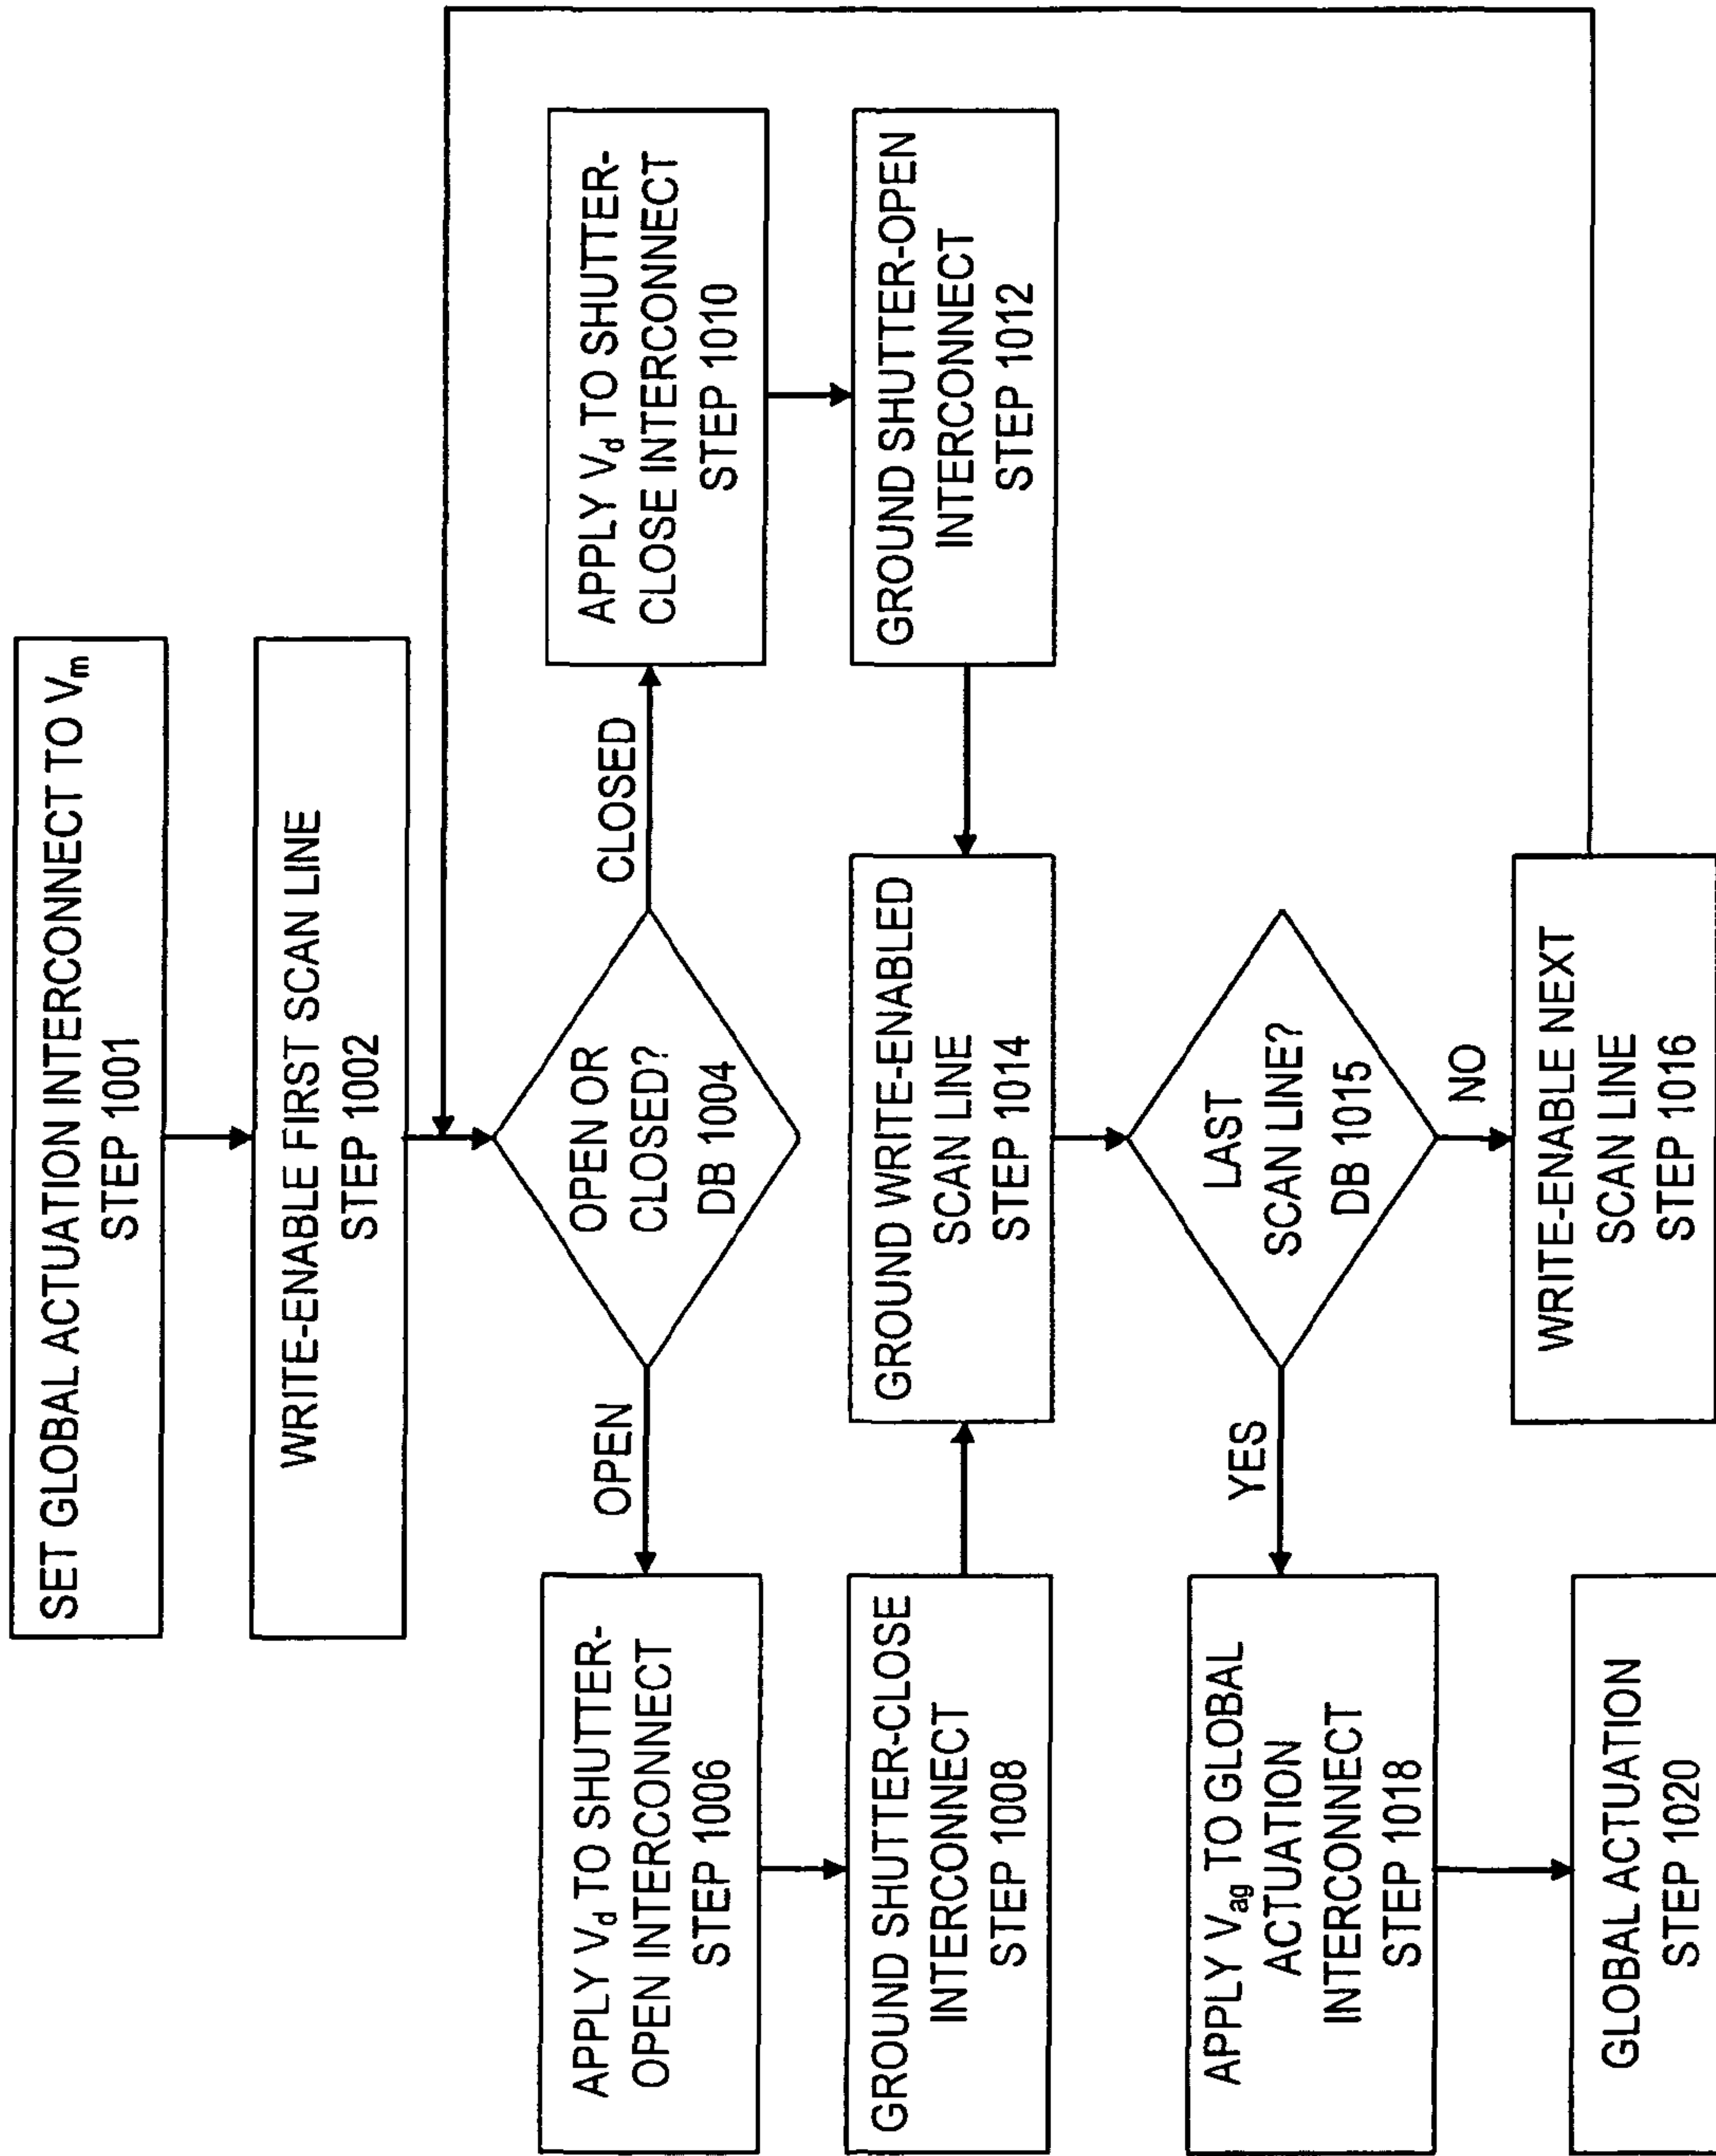 SET GLOBAL ACTUATION INTERCONNECT TO Vm
STEP 1001
WRITE-ENABLE FIRST SCAN LINE
STEP 1002
OPEN OR
CLOSED?
DB 1004
OPEN
CLOSED
APPLY Vd TO SHUTTER-
OPEN INTERCONNECT
STEP 1006
APPLY Vd TO SHUTTER-
CLOSE INTERCONNECT
STEP 1010
GROUND SHUTTER-CLOSE
INTERCONNECT
STEP 1008
GROUND WRITE-ENABLED
SCAN LINE
STEP 1014
GROUND SHUTTER-OPEN
INTERCONNECT
STEP 1012
LAST
SCAN LINE?
DB 1015
YES
NO
APPLY Vag TO GLOBAL
ACTUATION
INTERCONNECT
STEP 1018
WRITE-ENABLE NEXT
SCAN LINE
STEP 1016
GLOBAL ACTUATION
STEP 1020